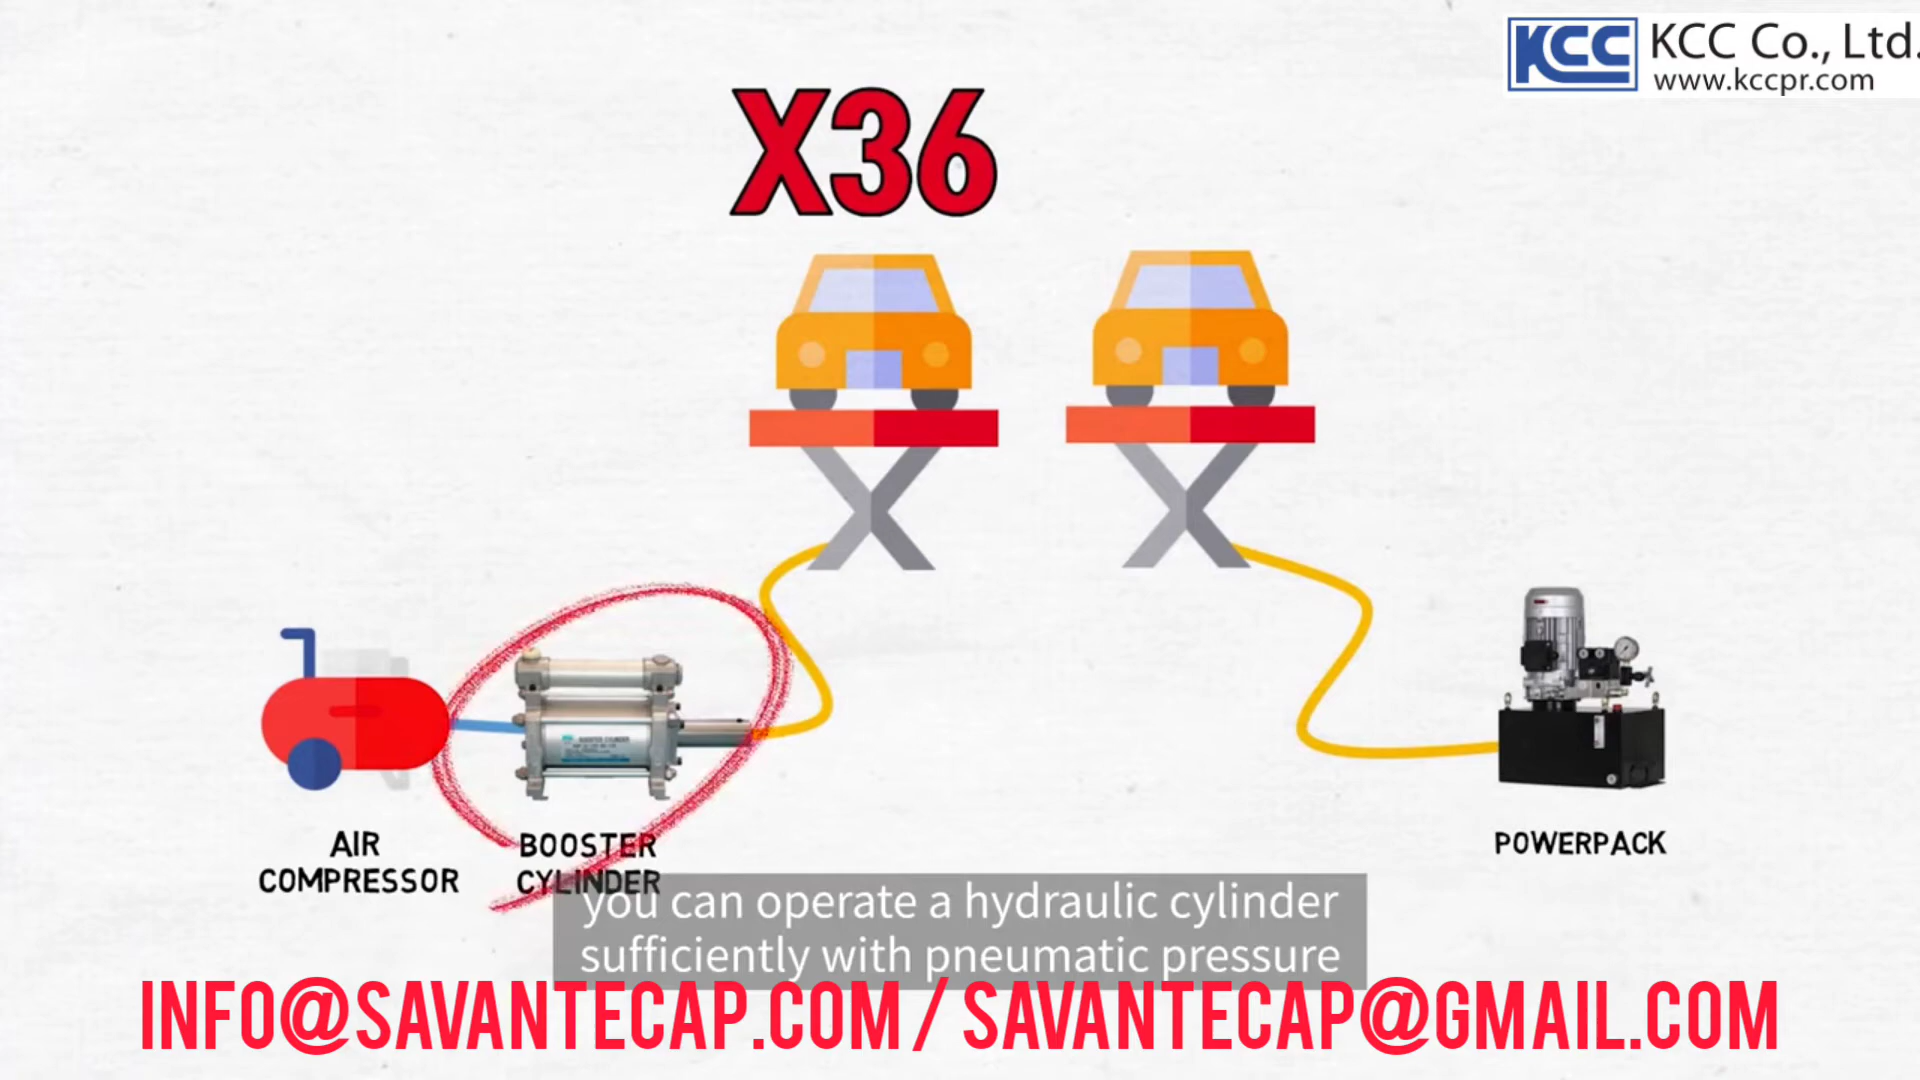 KCC
KCC Co., Ltd.
www.kccpr.com
X36
AIR
COMPRESSOR
BOOSTER
CYLINDER
POWERPACK
you can operate a hydraulic cylinder
sufficiently with pneumatic pressure
INFO@SAVANTECAP.COM / SAVANTECAP@GMAIL.COM